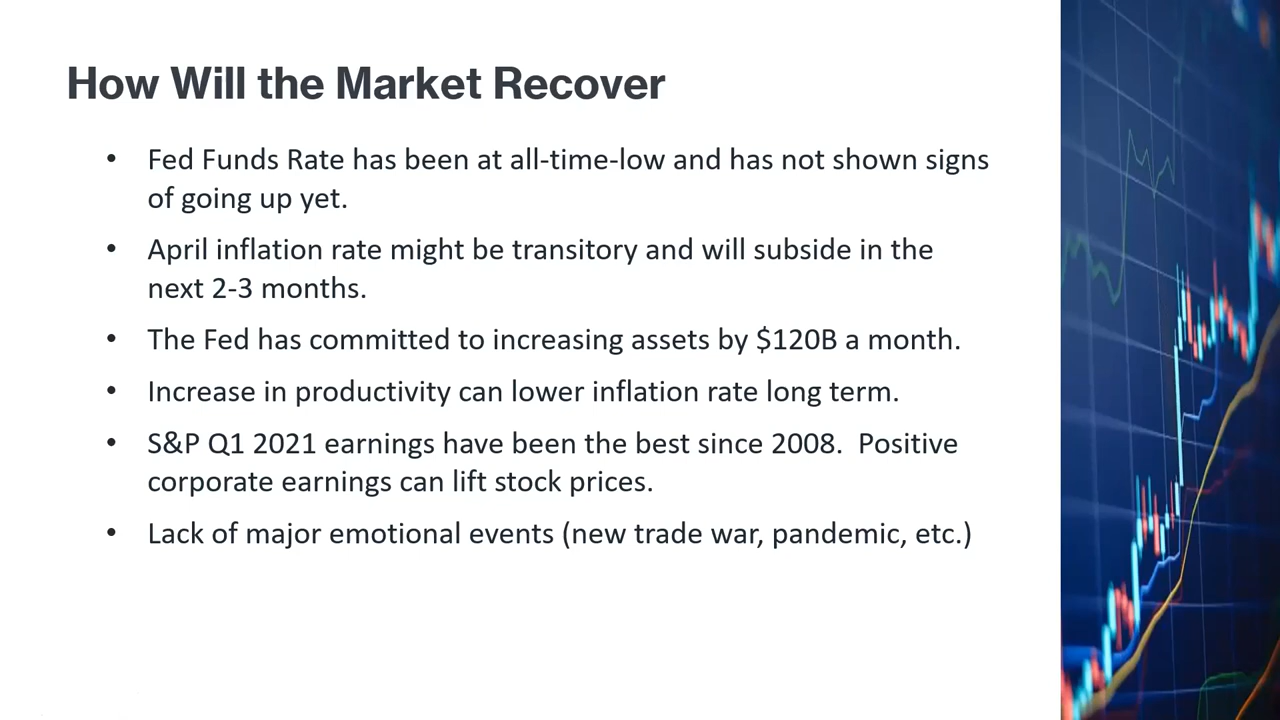 How Will the Market Recover
• Fed Funds Rate has been at all-time-low and has not shown signs
of going up yet.
• April inflation rate might be transitory and will subside in the
next 2-3 months.
• The Fed has committed to increasing assets by $120B a month.
• Increase in productivity can lower inflation rate long term.
• S&P Q1 2021 earnings have been the best since 2008.  Positive
corporate earnings can lift stock prices.
• Lack of major emotional events (new trade war, pandemic, etc.)